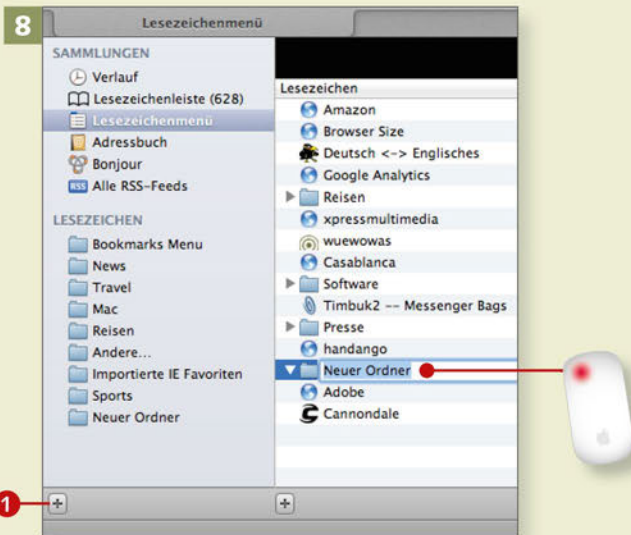 8
Lesezeichenmenü
SAMMLUNGEN
Verlauf
Lesezeichenleiste (628)
Lesezeichenmenü
Adressbuch
Bonjour
RSS Alle RSS-Feeds
LESEZEICHEN
Bookmarks Menu
News
Travel
Mac
Reisen
Andere...
Importierte IE Favoriten
Sports
Neuer Ordner
Lesezeichen
Amazon
Browser Size
Deutsch <-> Englisches
Google Analytics
Reisen
xpressmultimedia
wuewowas
Casablanca
Software
Timbuk2 -- Messenger Bags
Presse
handango
Neuer Ordner
Adobe
Cannondale
1